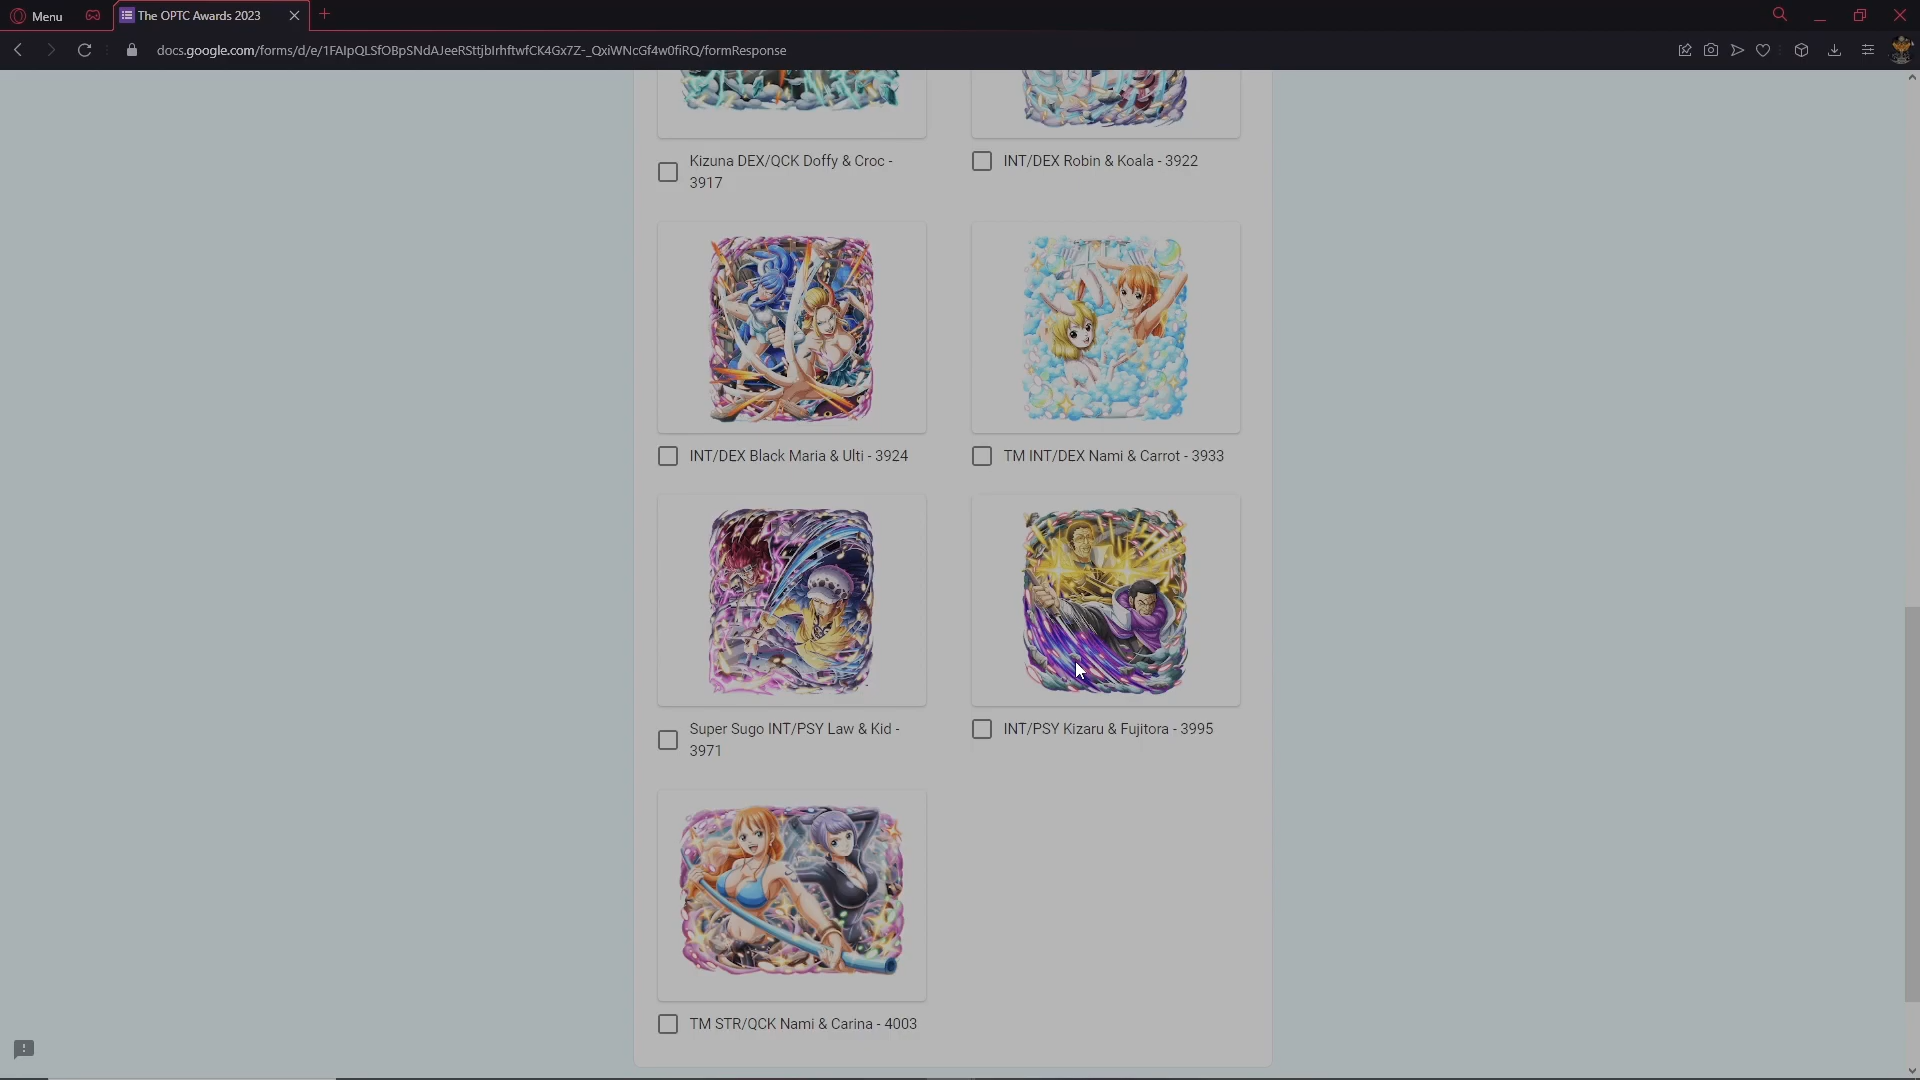 Menu
The OPTC Awards 2023
docs.google.com/forms/d/e/1FAIpQLSfOBpSNdAJeeRSttjbIrhftwfCK4Gx7Z-_QxiWNcGf4w0fiRQ/formResponse
Kizuna DEX/QCK Doffy & Croc -
3917
INT/DEX Robin & Koala - 3922
INT/DEX Black Maria & Ulti - 3924
TM INT/DEX Nami & Carrot - 3933
Super Sugo INT/PSY Law & Kid -
3971
INT/PSY Kizaru & Fujitora - 3995
TM STR/QCK Nami & Carina - 4003